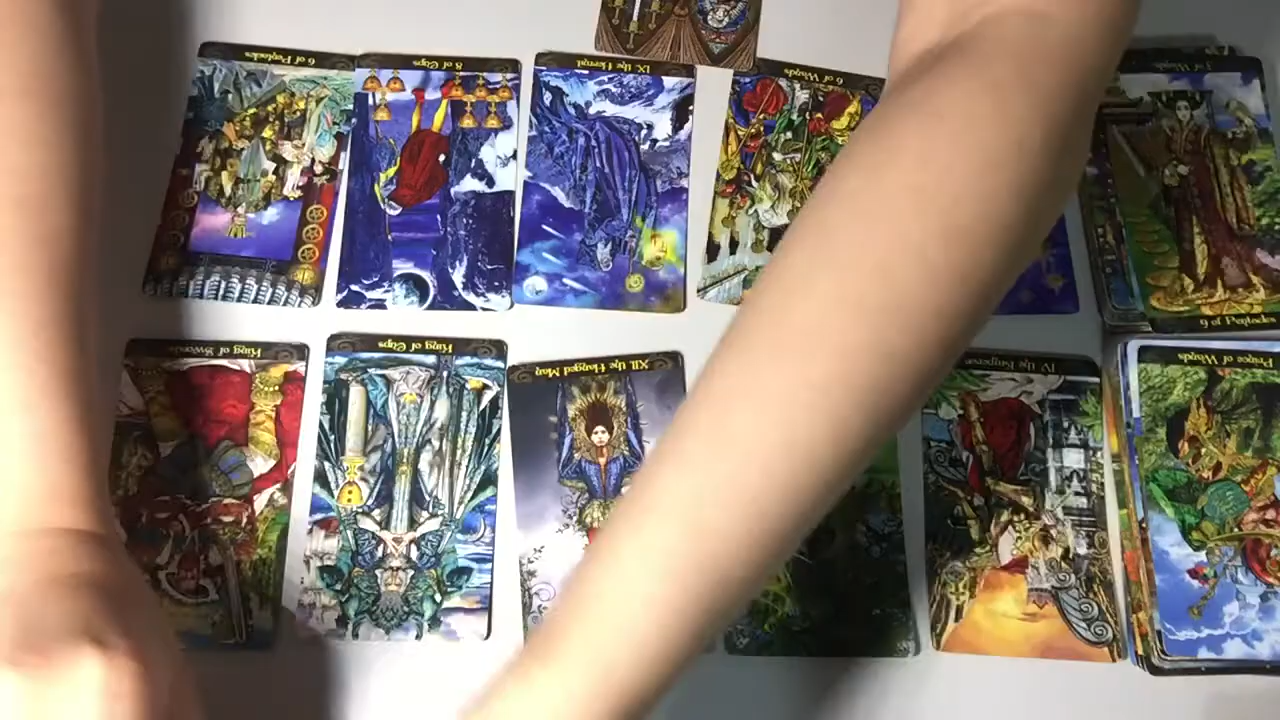 6 of Pentacles
8 of Cups
IX. the Hermit
6 of Wands
9 of Pentacles
King of Swords
King of Cups
XII. the Hanged Man
IV the Emperor
Prince of Wands